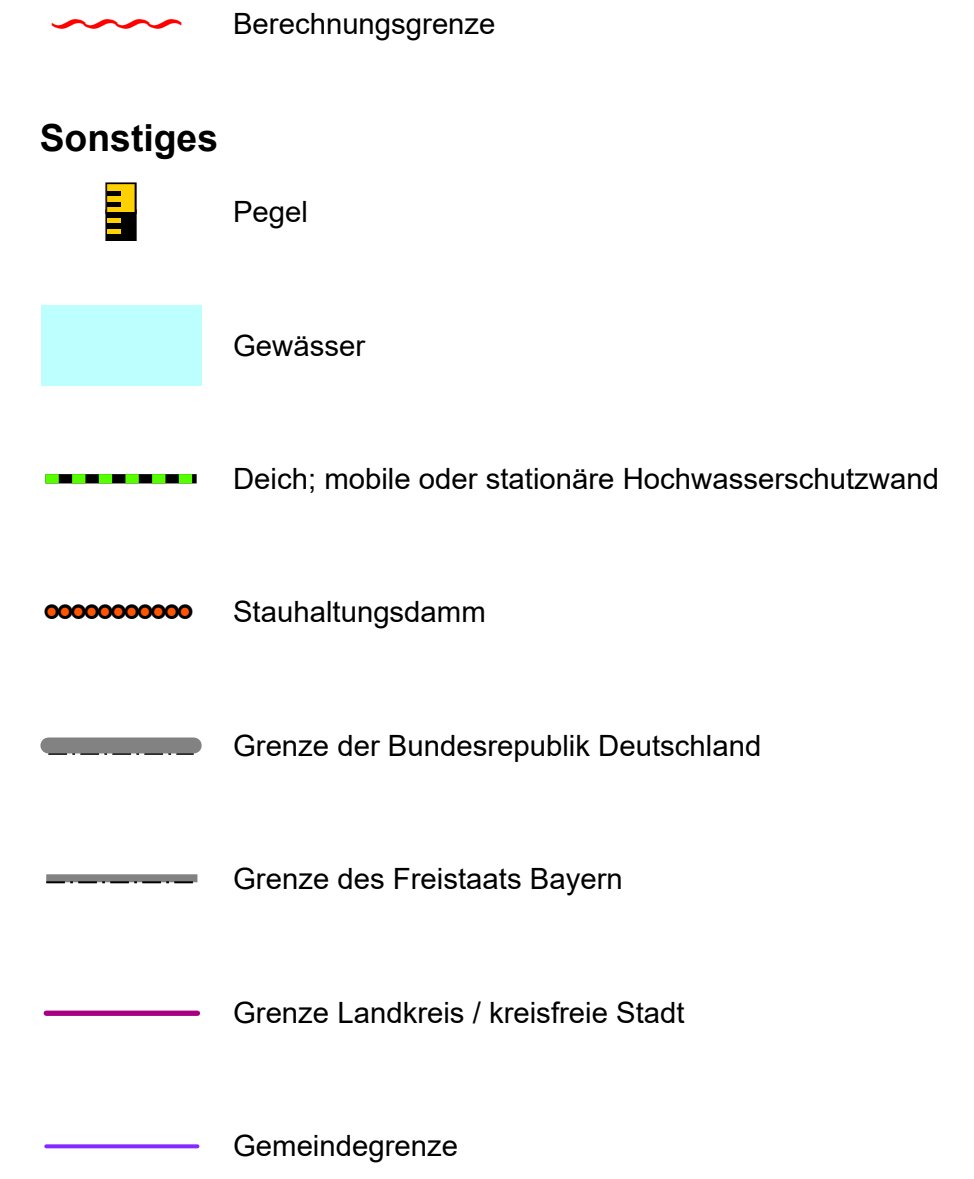 Berechnungsgrenze
Sonstiges
Pegel
Gewässer
Deich; mobile oder stationäre Hochwasserschutzwand
Stauhaltungsdamm
Grenze der Bundesrepublik Deutschland
Grenze des Freistaats Bayern
Grenze Landkreis / kreisfreie Stadt
Gemeindegrenze